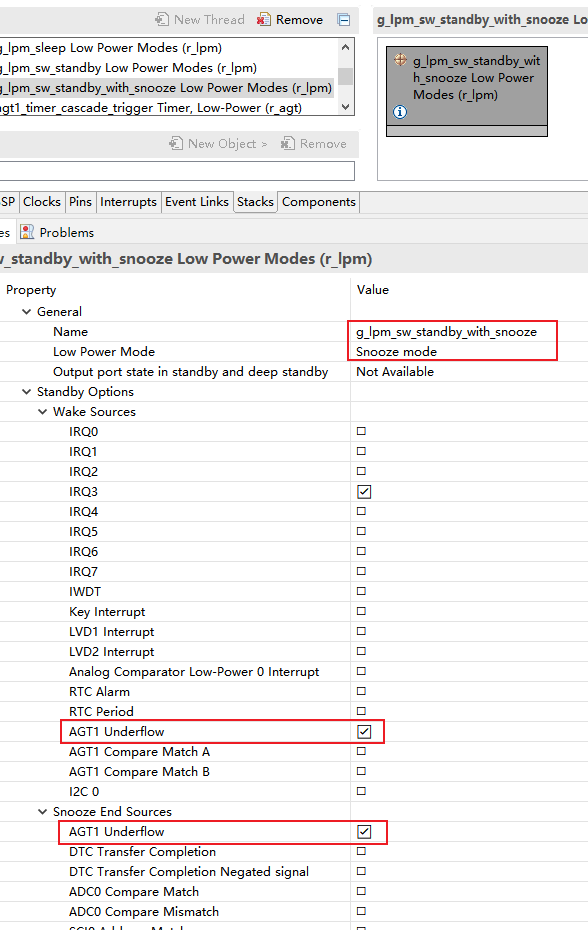 New Thread
Remove
g_lpm_sw_standby_with_snooze Lo
g_lpm_sleep Low Power Modes (r_lpm)
g_lpm_sw_standby Low Power Modes (r_lpm)
g_lpm_sw_standby_with_snooze Low Power Modes (r_lpm)
agt1_timer_cascade_trigger Timer, Low-Power (r_agt)
g_lpm_sw_standby_wit
h_snooze Low Power
Modes (r_lpm)
New Object >
Remove
SP Clocks Pins Interrupts Event Links Stacks Components
es Problems
w_standby_with_snooze Low Power Modes (r_lpm)
Property Value
General
Name g_lpm_sw_standby_with_snooze
Low Power Mode Snooze mode
Output port state in standby and deep standby Not Available
Standby Options
Wake Sources
IRQ0
IRQ1
IRQ2
IRQ3
IRQ4
IRQ5
IRQ6
IRQ7
IWDT
Key Interrupt
LVD1 Interrupt
LVD2 Interrupt
Analog Comparator Low-Power 0 Interrupt
RTC Alarm
RTC Period
AGT1 Underflow
AGT1 Compare Match A
AGT1 Compare Match B
I2C 0
Snooze End Sources
AGT1 Underflow
DTC Transfer Completion
DTC Transfer Completion Negated signal
ADC0 Compare Match
ADC0 Compare Mismatch
SCI0 Address Match